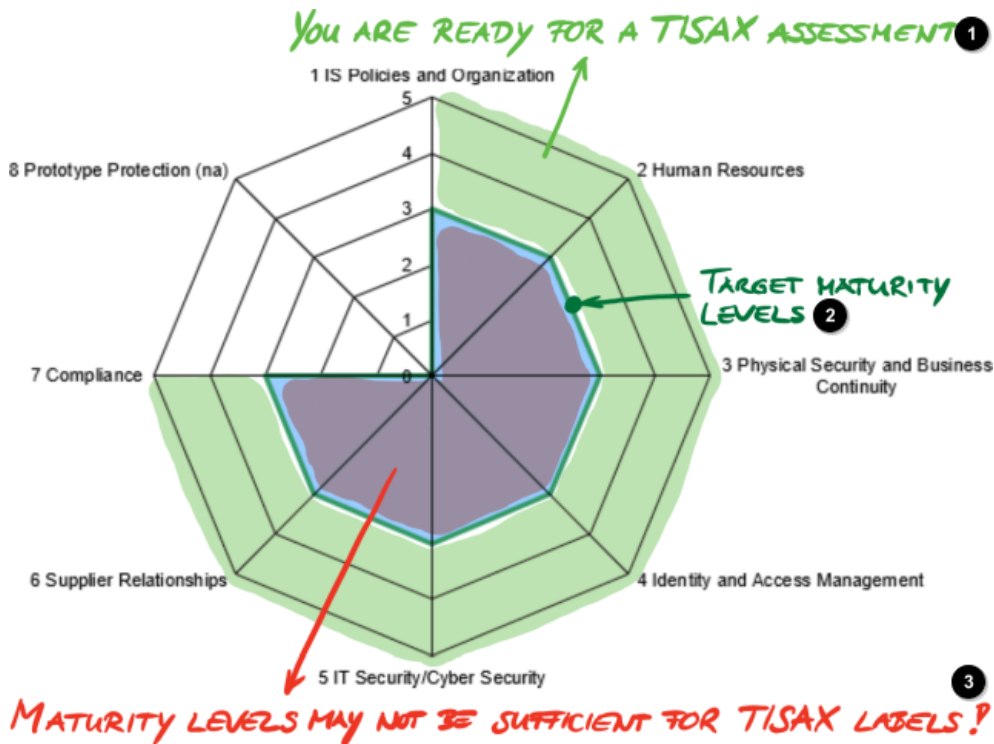 YOU ARE READY FOR A TISAX ASSESSMENT 1
1 IS Policies and Organization
5
4
3
2
1
0
8 Prototype Protection (na)
2 Human Resources
TARGET MATURITY
LEVELS 2
7 Compliance
3 Physical Security and Business
Continuity
6 Supplier Relationships
4 Identity and Access Management
5 IT Security/Cyber Security
3
MATURITY LEVELS MAY NOT BE SUFFICIENT FOR TISAX LABELS!